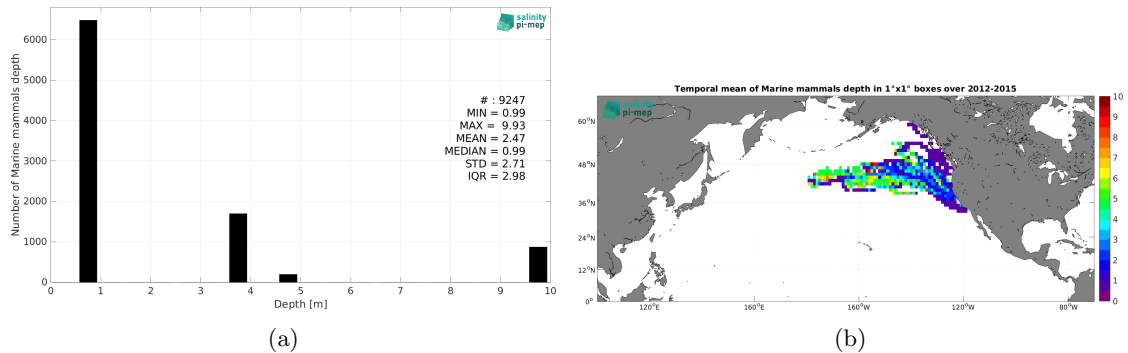 salinity
pi-mep
Number of Marine mammals depth
6000
5000
4000
3000
2000
1000
0
# : 9247
MIN = 0.99
MAX = 9.93
MEAN = 2.47
MEDIAN = 0.99
STD = 2.71
IQR = 2.98
0 1 2 3 4 5 6 7 8 9 10
Depth [m]
(a)
Temporal mean of Marine mammals depth in 1°x1° boxes over 2012-2015
salinity
pi-mep
60°N
48°N
36°N
24°N
12°N
0°
120°E 160°E 160°W 120°W 80°W
10
9
8
7
6
5
4
3
2
1
0
(b)